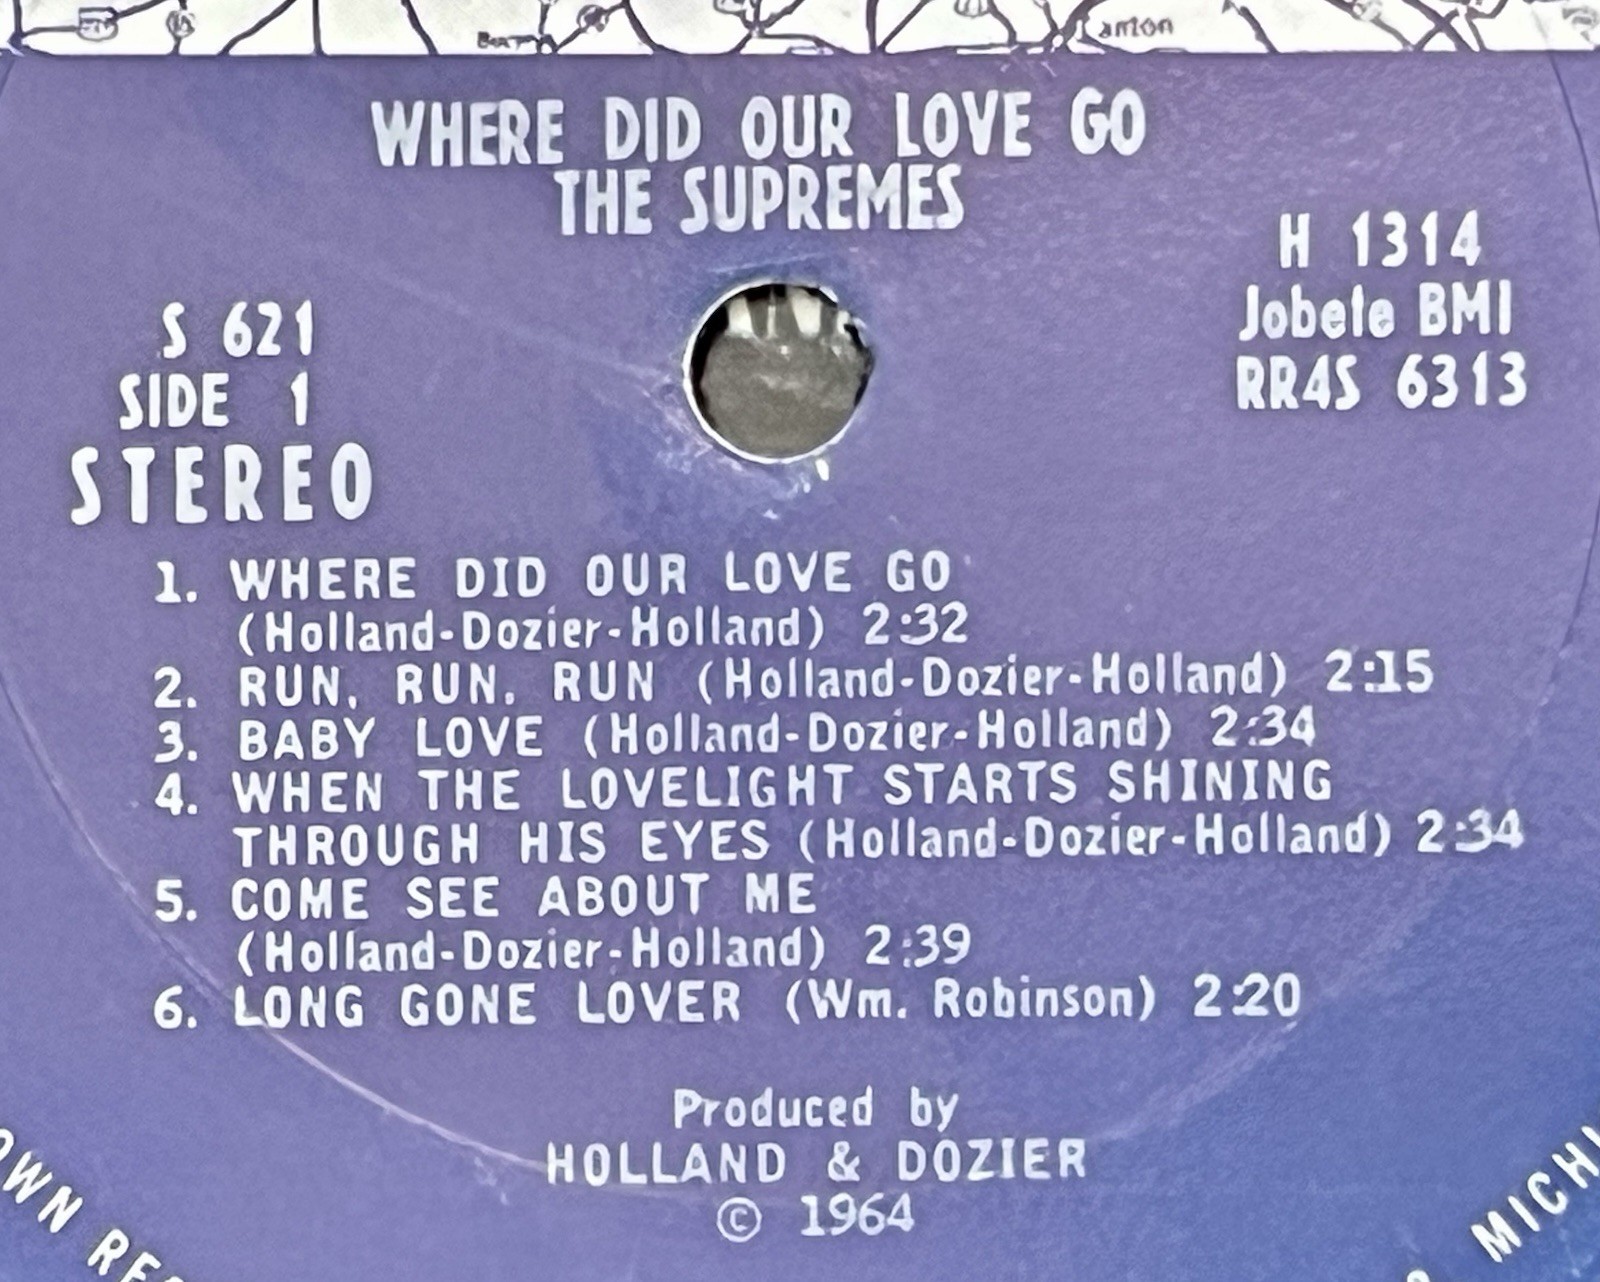 anton
WHERE DID OUR LOVE GO
THE SUPREMES
H 1314
Jobete BMI
RR4S 6313
S 621
SIDE 1
STEREO
1. WHERE DID OUR LOVE GO
(Holland-Dozier-Holland) 2:32
2. RUN, RUN, RUN (Holland-Dozier-Holland) 2:15
3. BABY LOVE (Holland-Dozier-Holland) 2:34
4. WHEN THE LOVELIGHT STARTS SHINING
THROUGH HIS EYES (Holland-Dozier-Holland) 2:34
5. COME SEE ABOUT ME
(Holland-Dozier-Holland) 2:39
6. LONG GONE LOVER (Wm. Robinson) 2:20
Produced by
HOLLAND & DOZIER
© 1964
OWN REC
MICHI